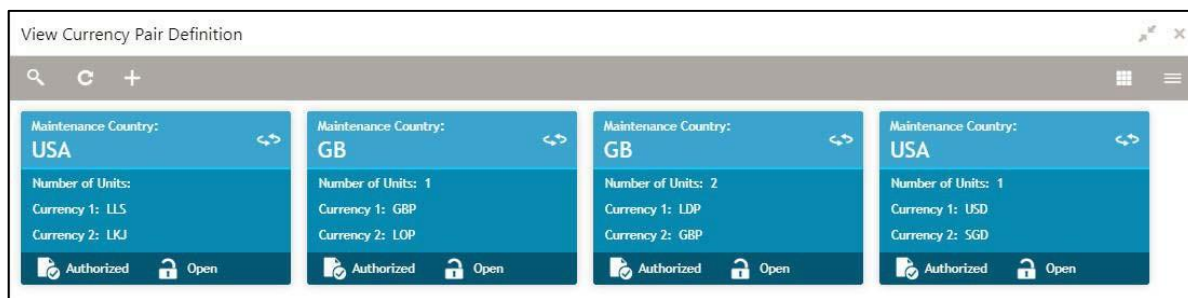 View Currency Pair Definition
Maintenance Country:
USA
Number of Units:
Currency 1: LLS
Currency 2: LKJ
Authorized Open
Maintenance Country:
GB
Number of Units: 1
Currency 1: GBP
Currency 2: LOP
Authorized Open
Maintenance Country:
GB
Number of Units: 2
Currency 1: LDP
Currency 2: GBP
Authorized Open
Maintenance Country:
USA
Number of Units: 1
Currency 1: USD
Currency 2: SGD
Authorized Open